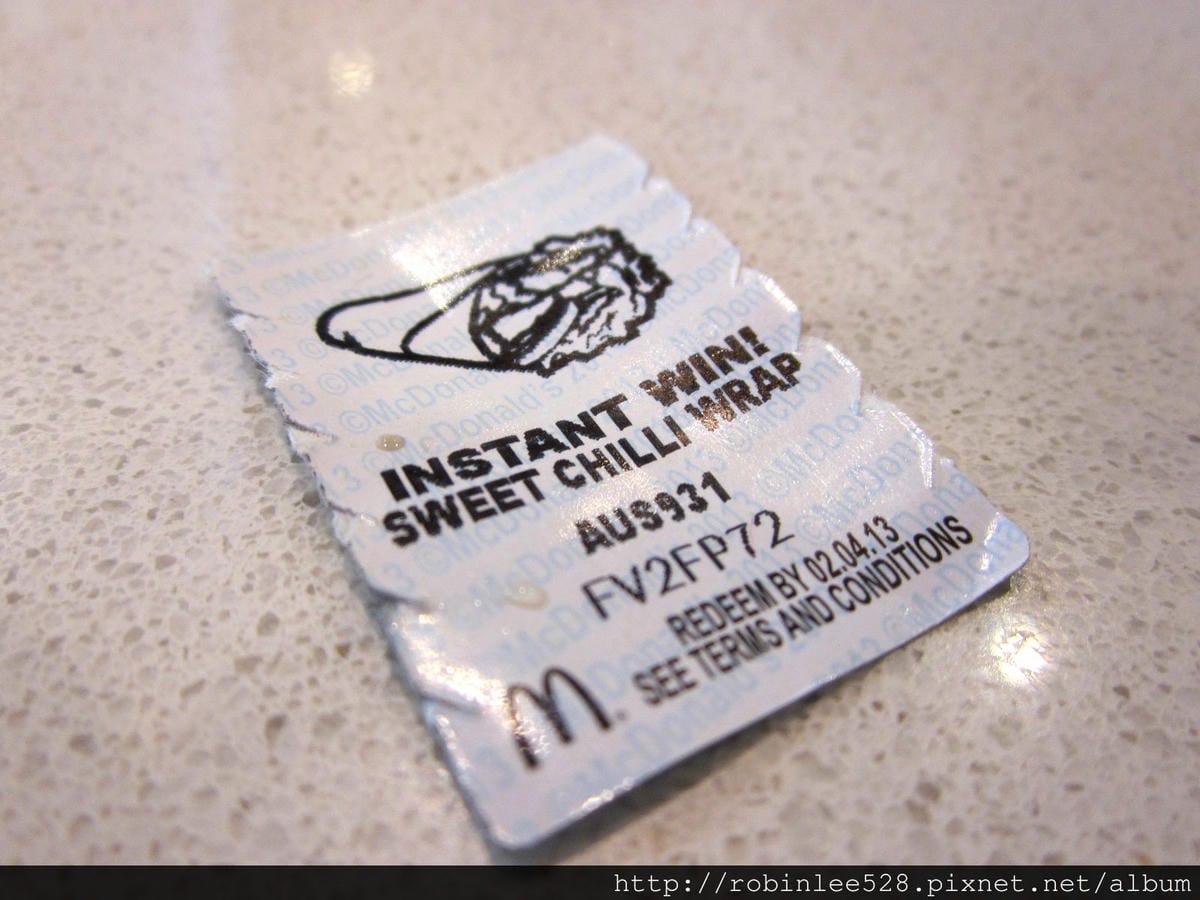 INSTANT WIN!
SWEET CHILLI WRAP
AUS931
FV2FP72
REDEEM BY 02.04.13
SEE TERMS AND CONDITIONS
http://robinlee528.pixnet.net/album